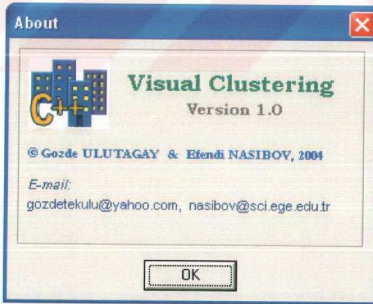 About
C++
Visual Clustering
Version 1.0
© Gozde ULUTAGAY & Efendi NASIBOV, 2004
E-mail:
gozdetekulu@yahoo.com, nasibov@sci.ege.edu.tr
OK